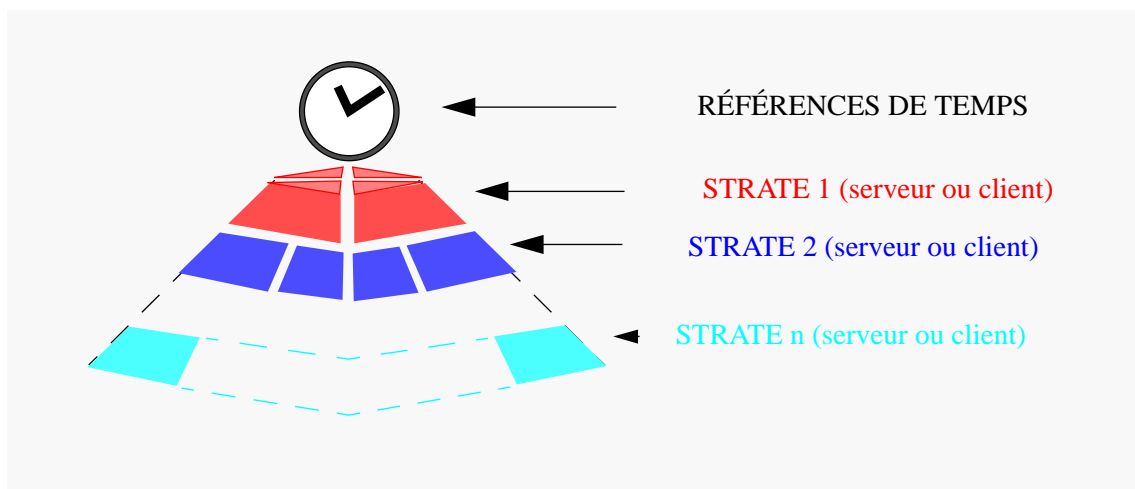 RÉFÉRENCES DE TEMPS
STRATE 1 (serveur ou client)
STRATE 2 (serveur ou client)
STRATE n (serveur ou client)